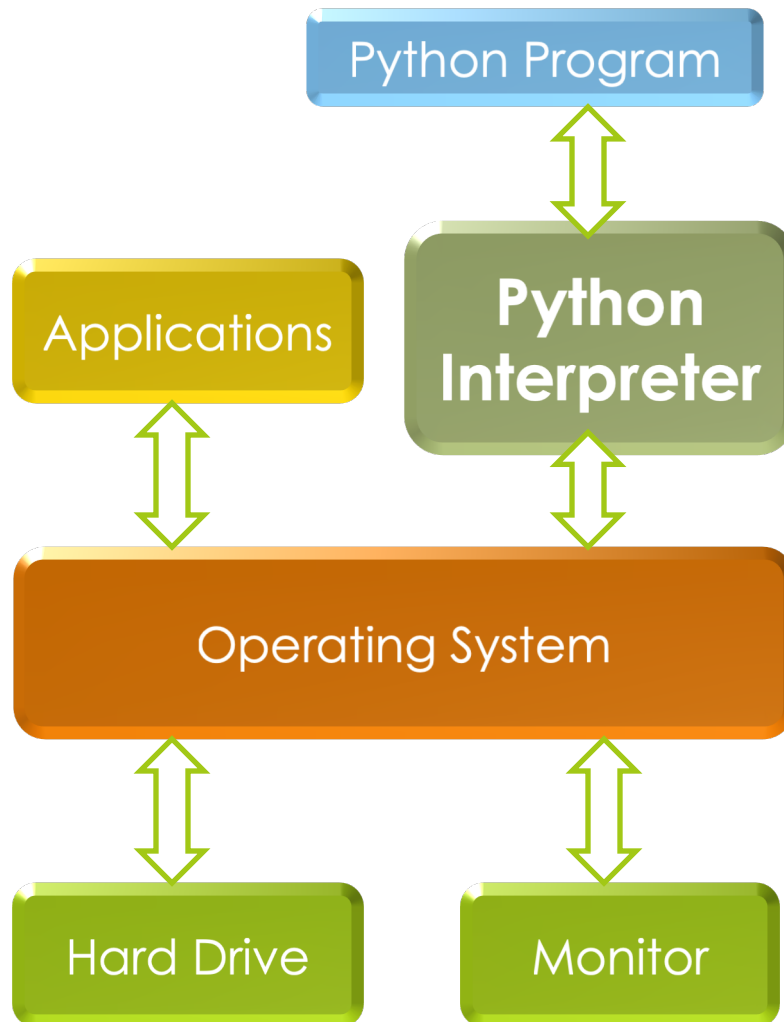 Python Program
Applications
Python
Interpreter
Operating System
Hard Drive
Monitor